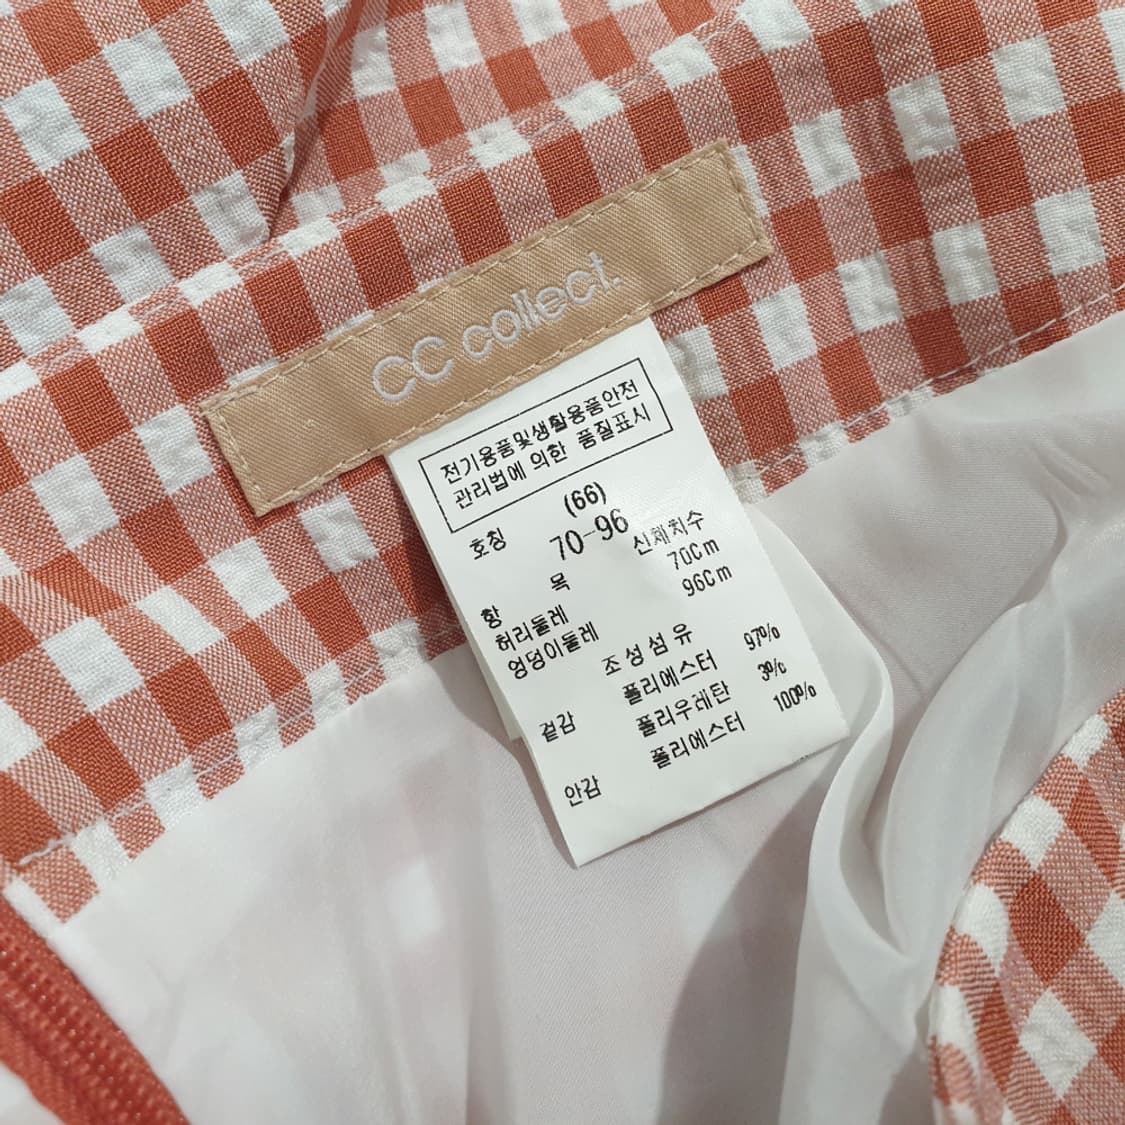 CC collect.
전기용품및생활용품안전
관리법에 의한 품질표시
(66)
호칭 70-96
항 목 신체치수
허리둘레 70Cm
엉덩이둘레 96Cm
조성섬유
겉감 폴리에스터 97%
폴리우레탄 3%
안감 폴리에스터 100%